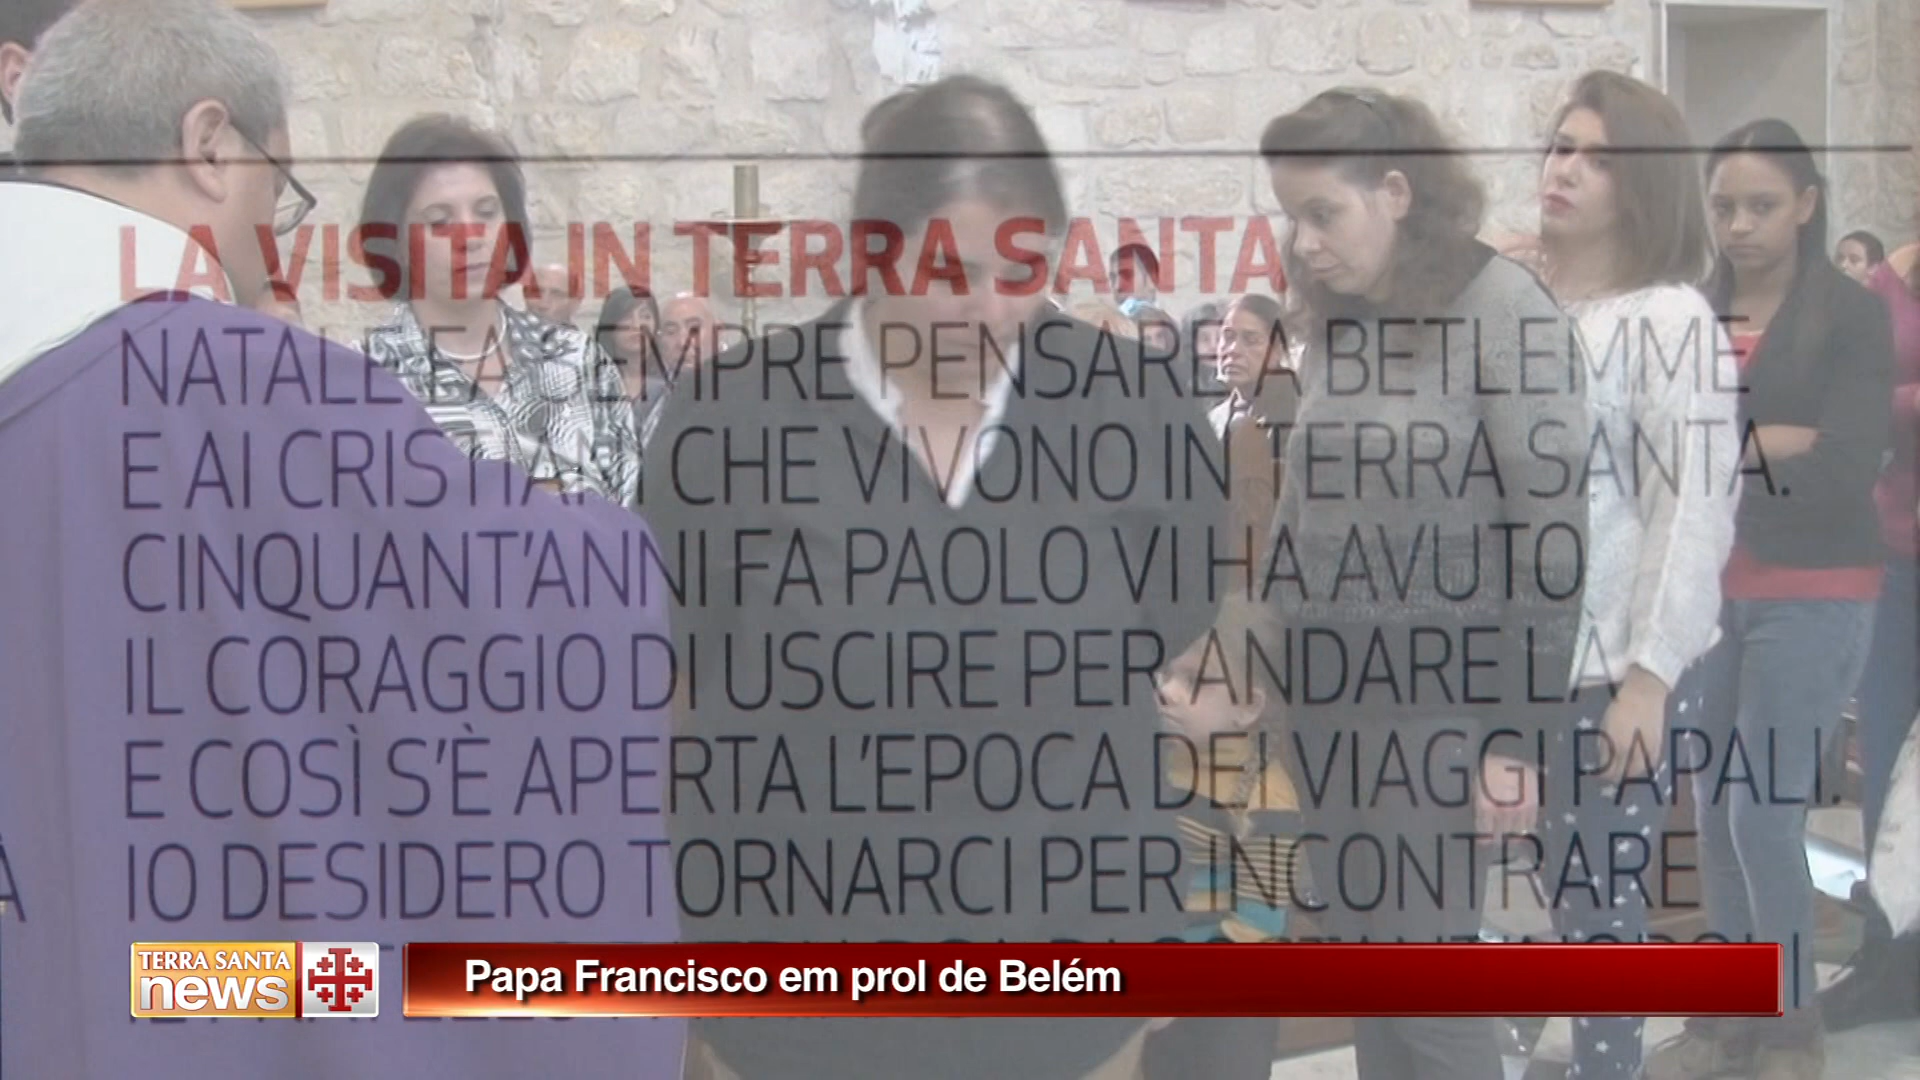 LA VISITA IN TERRA SANTA
NATALE FA SEMPRE PENSARE A BETLEMME
E AI CRISTIANI CHE VIVONO IN TERRA SANTA.
CINQUANT'ANNI FA PAOLO VI HA AVUTO
IL CORAGGIO DI USCIRE PER ANDARE LÀ
E COSÌ S'È APERTA L'EPOCA DEI VIAGGI PAPALI.
À IO DESIDERO TORNARCI PER INCONTRARE
TERRA SANTA
news
Papa Francisco em prol de Belém